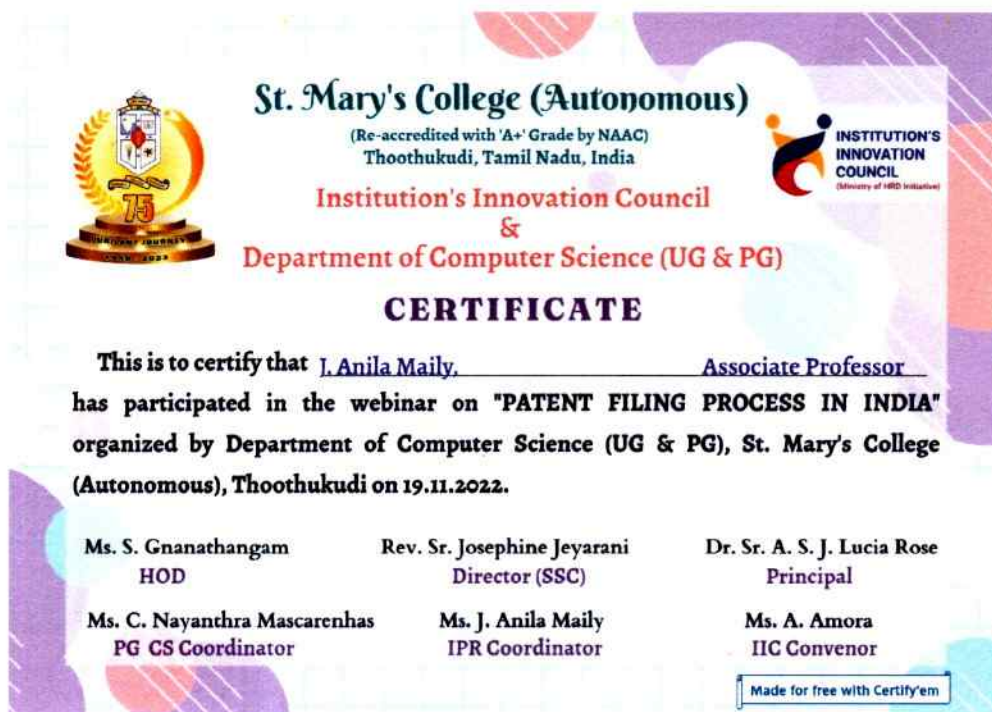 St. Mary's College (Autonomous)
(Re-accredited with 'A+' Grade by NAAC)
Thoothukudi, Tamil Nadu, India
INSTITUTION'S
INNOVATION
COUNCIL
(Ministry of HRD Initiative)
75
Institution's Innovation Council
&
Department of Computer Science (UG & PG)
CERTIFICATE
This is to certify that J. Anila Maily, Associate Professor
has participated in the webinar on "PATENT FILING PROCESS IN INDIA"
organized by Department of Computer Science (UG & PG), St. Mary's College
(Autonomous), Thoothukudi on 19.11.2022.
Ms. S. Gnanathangam Rev. Sr. Josephine Jeyarani Dr. Sr. A. S. J. Lucia Rose
HOD Director (SSC) Principal
Ms. C. Nayanthra Mascarenhas Ms. J. Anila Maily Ms. A. Amora
PG CS Coordinator IPR Coordinator IIC Convenor
Made for free with Certify'em